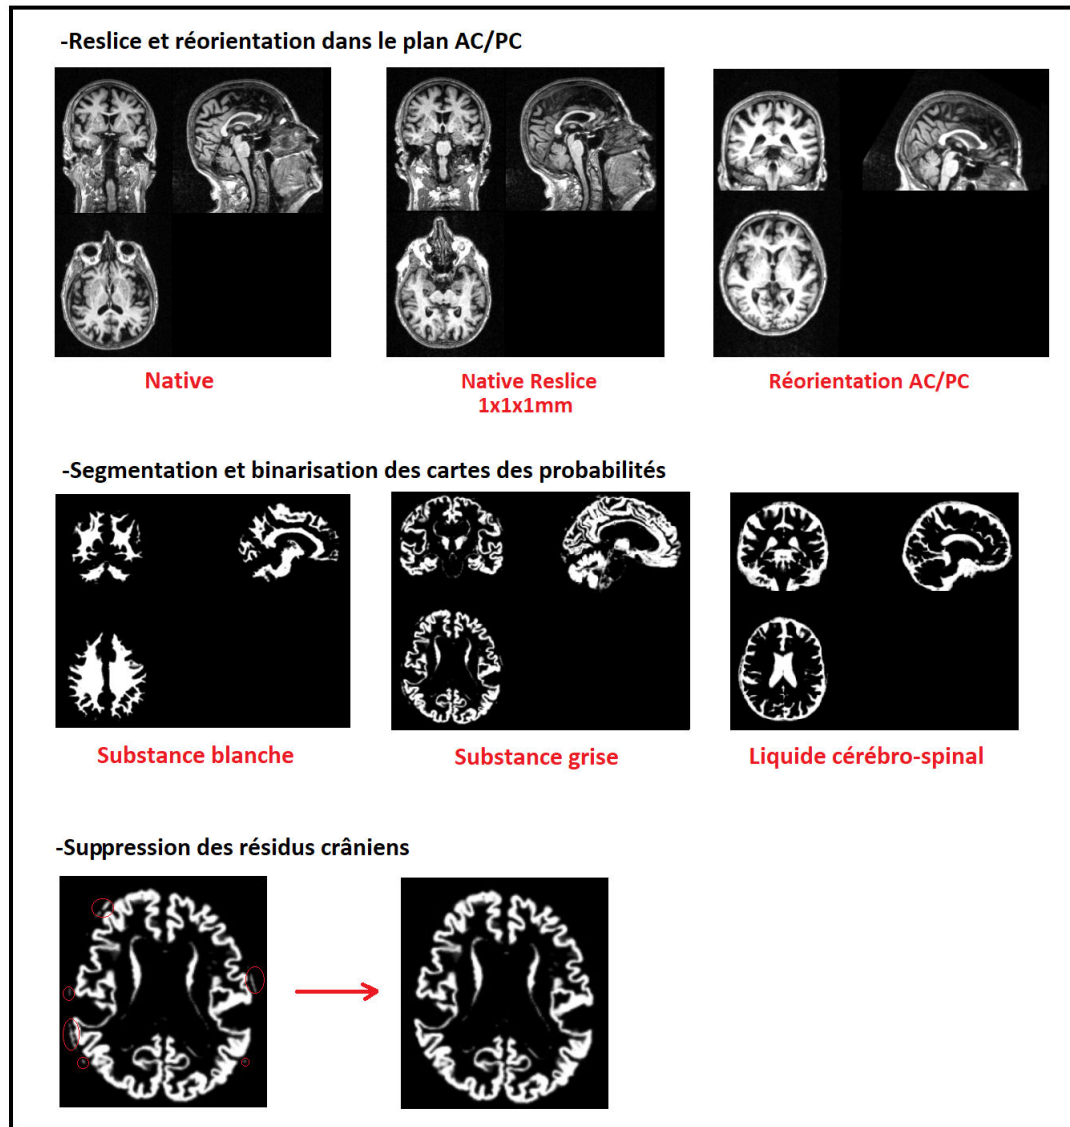 -Reslice et réorientation dans le plan AC/PC
Native
Native Reslice
1x1x1mm
Réorientation AC/PC
-Segmentation et binarisation des cartes des probabilités
Substance blanche
Substance grise
Liquide cérébro-spinal
-Suppression des résidus crâniens